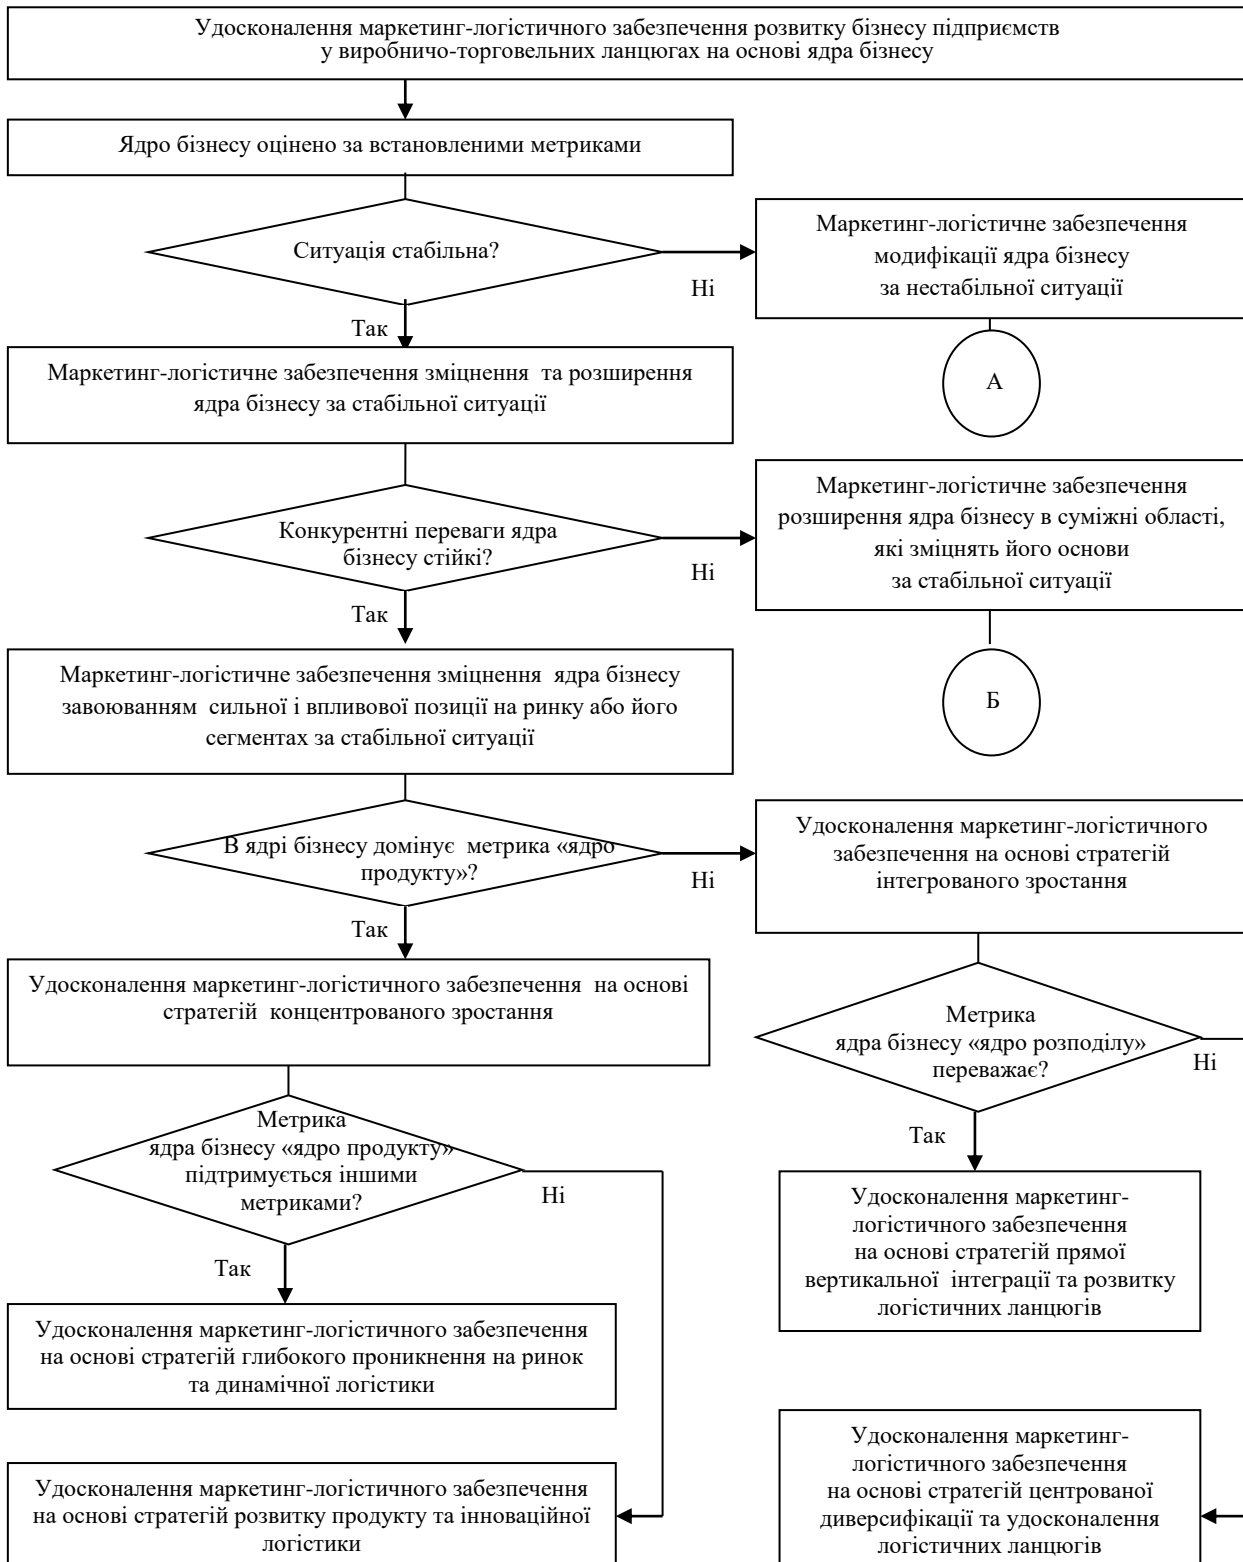 Удосконалення маркетинг-логістичного забезпечення розвитку бізнесу підприємств
у виробничо-торговельних ланцюгах на основі ядра бізнесу
Ядро бізнесу оцінено за встановленими метриками
Ситуація стабільна?
Ні
Маркетинг-логістичне забезпечення
модифікації ядра бізнесу
за нестабільної ситуації
Так
А
Маркетинг-логістичне забезпечення зміцнення та розширення
ядра бізнесу за стабільної ситуації
Конкурентні переваги ядра
бізнесу стійкі?
Ні
Маркетинг-логістичне забезпечення
розширення ядра бізнесу в суміжні області,
які зміцнять його основи
за стабільної ситуації
Так
Б
Маркетинг-логістичне забезпечення зміцнення ядра бізнесу
завоюванням сильної і впливової позиції на ринку або його
сегментах за стабільної ситуації
В ядрі бізнесу домінує метрика «ядро
продукту»?
Ні
Удосконалення маркетинг-логістичного
забезпечення на основі стратегій
інтегрованого зростання
Так
Удосконалення маркетинг-логістичного забезпечення на основі
стратегій концентрованого зростання
Метрика
ядра бізнесу «ядро розподілу»
переважає?
Ні
Так
Метрика
ядра бізнесу «ядро продукту»
підтримується іншими
метриками?
Ні
Так
Удосконалення маркетинг-
логістичного забезпечення
на основі стратегій прямої
вертикальної інтеграції та розвитку
логістичних ланцюгів
Удосконалення маркетинг-логістичного забезпечення
на основі стратегій глибокого проникнення на ринок
та динамічної логістики
Удосконалення маркетинг-логістичного забезпечення
на основі стратегій розвитку продукту та інноваційної
логістики
Удосконалення маркетинг-
логістичного забезпечення
на основі стратегій центрованої
диверсифікації та удосконалення
логістичних ланцюгів